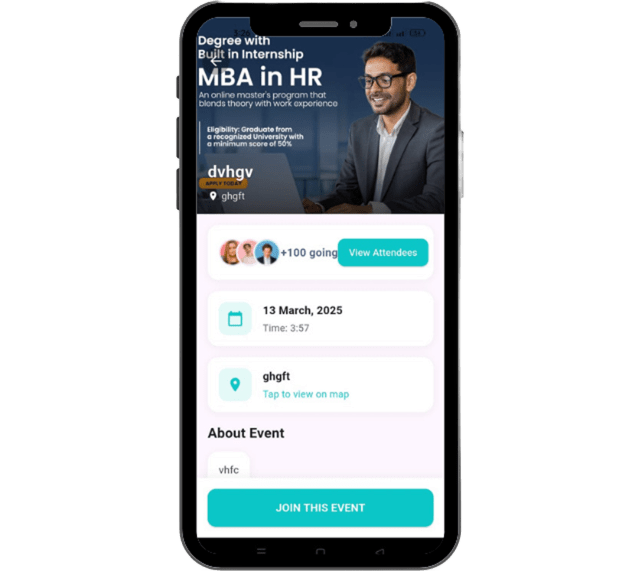 Degree with
Built in Internship
MBA in HR
An online master's program that
blends theory with work experience
Eligibility: Graduate from
a recognized University with
a minimum score of 50%
dvhgv
APPLY TODAY
ghgft
+100 going
View Attendees
13 March, 2025
Time: 3:57
ghgft
Tap to view on map
About Event
vhfc
JOIN THIS EVENT